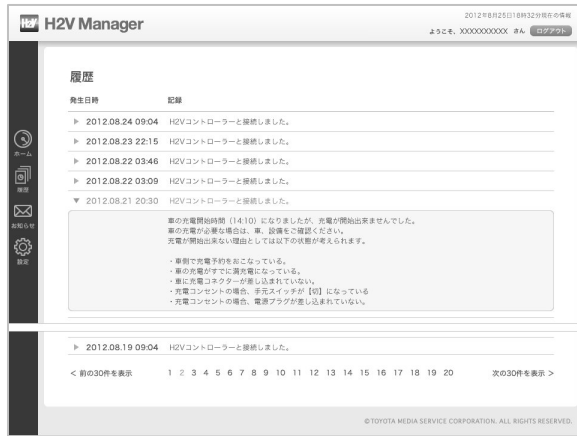 2012年8月25日18時32分現在の情報
H2V H2V Manager
ようこそ、XXXXXXXXXX さん ログアウト
履歴
発生日時 記録
▶ 2012.08.24 09:04 H2Vコントローラーと接続しました。
▶ 2012.08.23 22:15 H2Vコントローラーと接続しました。
▶ 2012.08.22 03:46 H2Vコントローラーと接続しました。
▶ 2012.08.22 03:09 H2Vコントローラーと接続しました。
▼ 2012.08.21 20:30 H2Vコントローラーと接続しました。
車の充電開始時間（14:10）になりましたが、充電が開始出来ませんでした。
車の充電が必要な場合は、車、設備をご確認ください。
充電が開始出来ない理由としては以下の状態が考えられます。
・車側で充電予約をおこなっている。
・車の充電がすでに満充電になっている。
・車に充電コネクターが差し込まれていない。
・充電コンセントの場合、手元スイッチが【切】になっている
・充電コンセントの場合、電源プラグが差し込まれていない。
ホーム
履歴
お知らせ
設定
▶ 2012.08.19 09:04 H2Vコントローラーと接続しました。
< 前の30件を表示 1 2 3 4 5 6 7 8 9 10 11 12 13 14 15 16 17 18 19 20 次の30件を表示 >
©TOYOTA MEDIA SERVICE CORPORATION. ALL RIGHTS RESERVED.